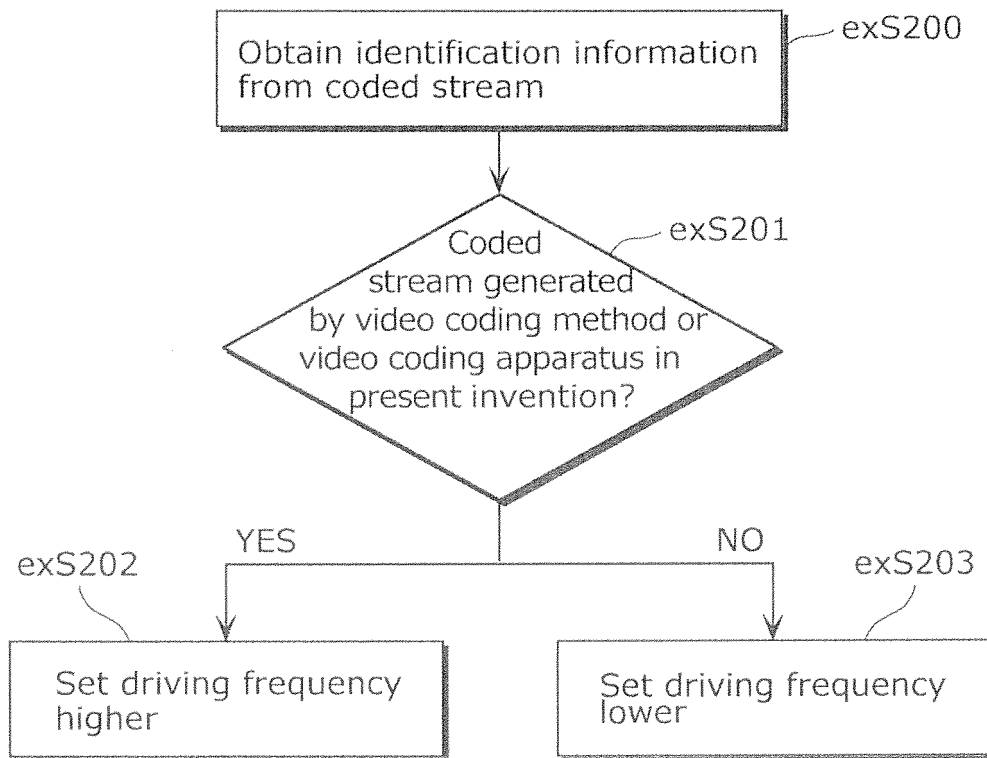 exS200
Obtain identification information
from coded stream
exS201
Coded
stream generated
by video coding method or
video coding apparatus in
present invention?
YES
NO
exS202
exS203
Set driving frequency
higher
Set driving frequency
lower